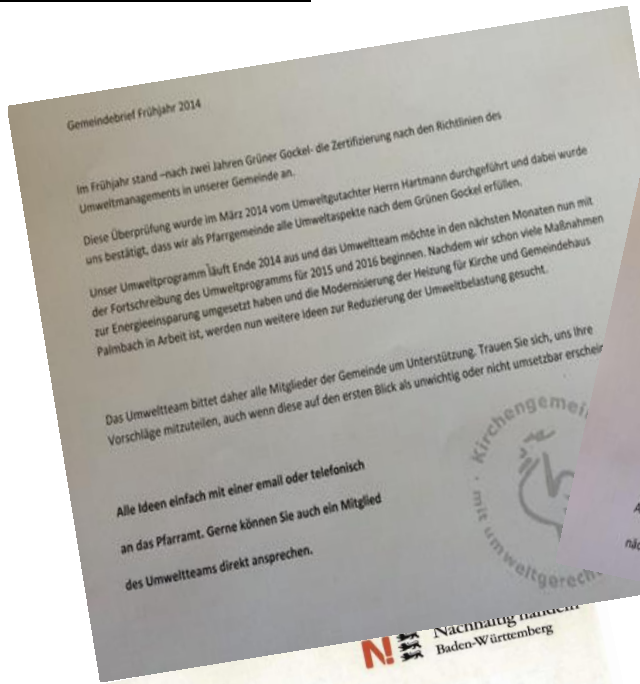 Gemeindebrief Frühjahr 2014
Im Frühjahr stand –nach zwei Jahren Grüner Gockel- die Zertifizierung nach den Richtlinien des
Umweltmanagements in unserer Gemeinde an.
Diese Überprüfung wurde im März 2014 vom Umweltgutachter Herrn Hartmann durchgeführt und dabei wurde
uns bestätigt, dass wir als Pfarrgemeinde alle Umweltaspekte nach dem Grünen Gockel erfüllen.
Unser Umweltprogramm läuft Ende 2014 aus und das Umweltteam möchte in den nächsten Monaten nun mit
der Fortschreibung des Umweltprogramms für 2015 und 2016 beginnen. Nachdem wir schon viele Maßnahmen
zur Energieeinsparung umgesetzt haben und die Modernisierung der Heizung für Kirche und Gemeindehaus
Palmbach in Arbeit ist, werden nun weitere Ideen zur Reduzierung der Umweltbelastung gesucht.
Das Umweltteam bittet daher alle Mitglieder der Gemeinde um Unterstützung. Trauen Sie sich, uns Ihre
Vorschläge mitzuteilen, auch wenn diese auf den ersten Blick als unwichtig oder nicht umsetzbar
Alle Ideen einfach mit einer email oder telefonisch
an das Pfarramt. Gerne können Sie auch ein Mitglied
des Umweltteams direkt ansprechen.
mit
N!
Nachhaltig handeln
Baden-Württemberg